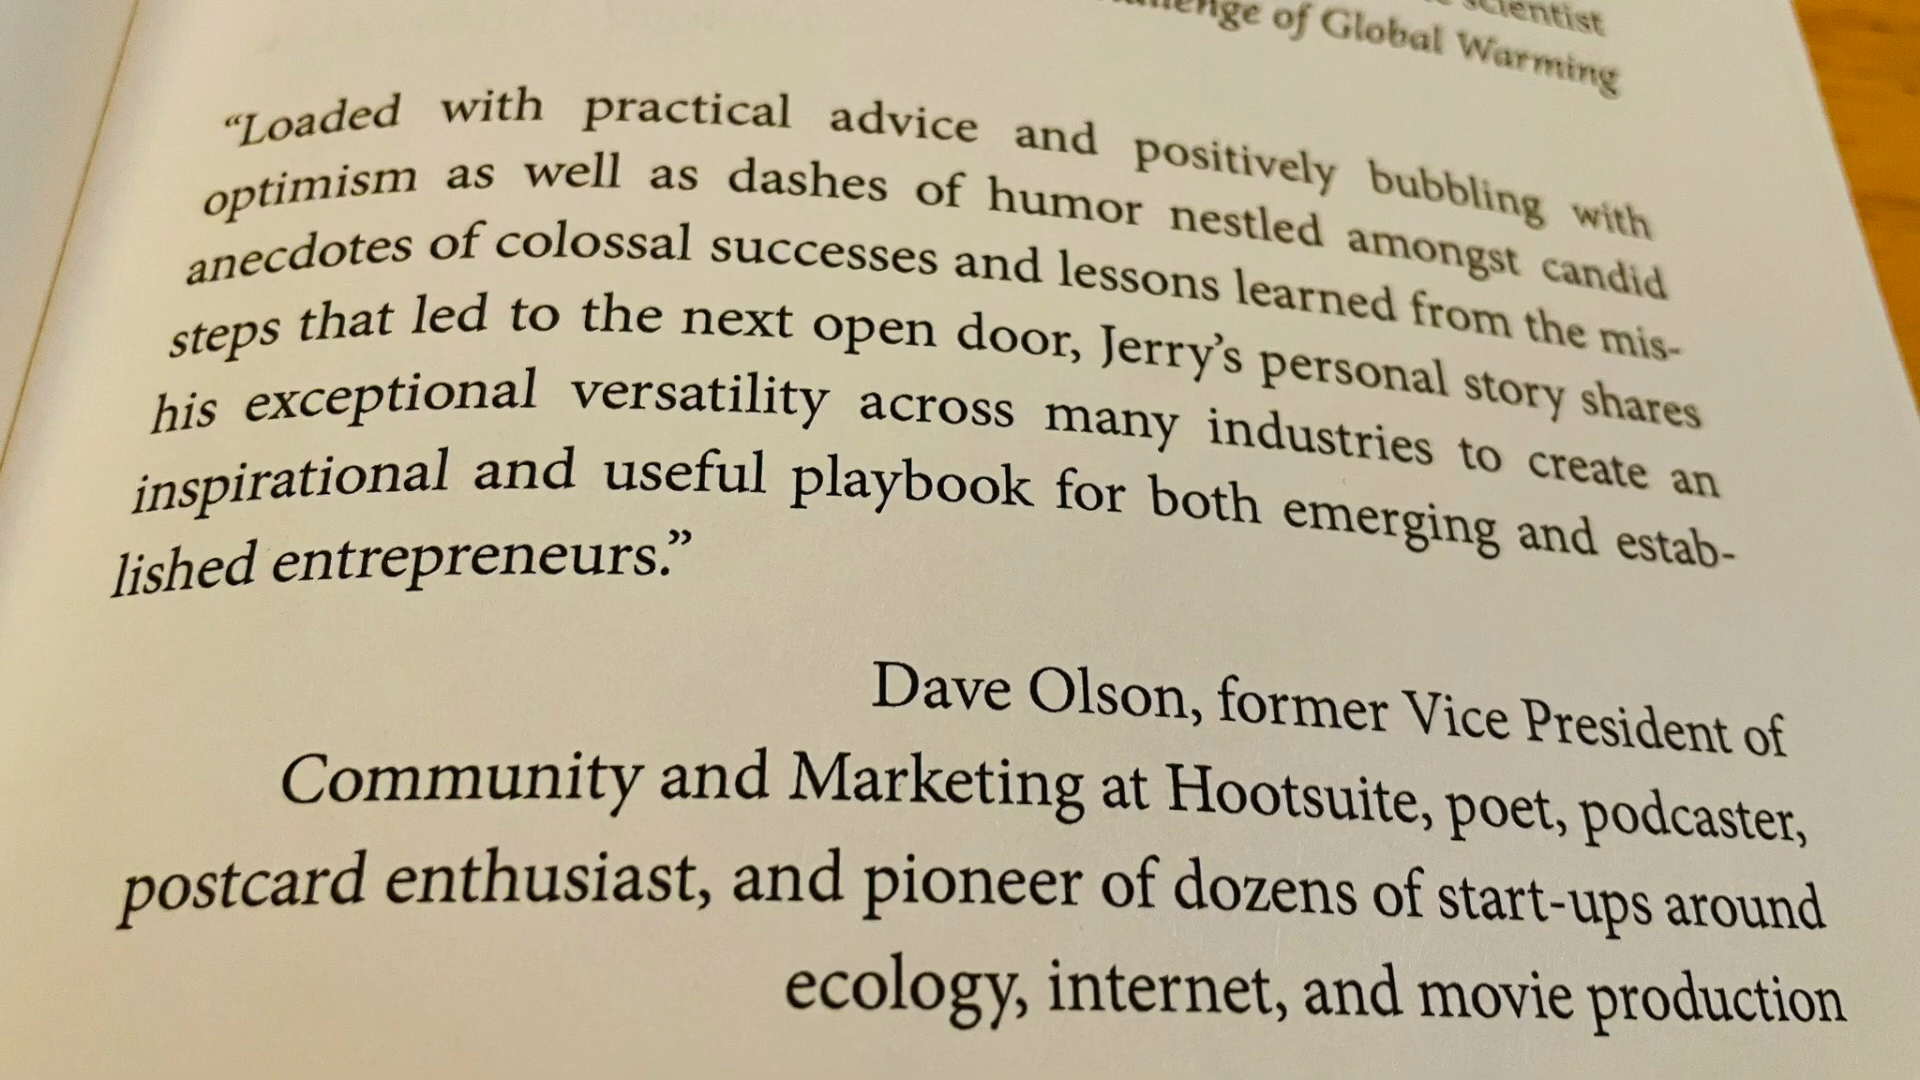 scientist
of Global Warming
“Loaded with practical advice and positively bubbling with
optimism as well as dashes of humor nestled amongst candid
anecdotes of colossal successes and lessons learned from the mis-
steps that led to the next open door, Jerry’s personal story shares
his exceptional versatility across many industries to create an
inspirational and useful playbook for both emerging and estab-
lished entrepreneurs.”
Dave Olson, former Vice President of
Community and Marketing at Hootsuite, poet, podcaster,
postcard enthusiast, and pioneer of dozens of start-ups around
ecology, internet, and movie production